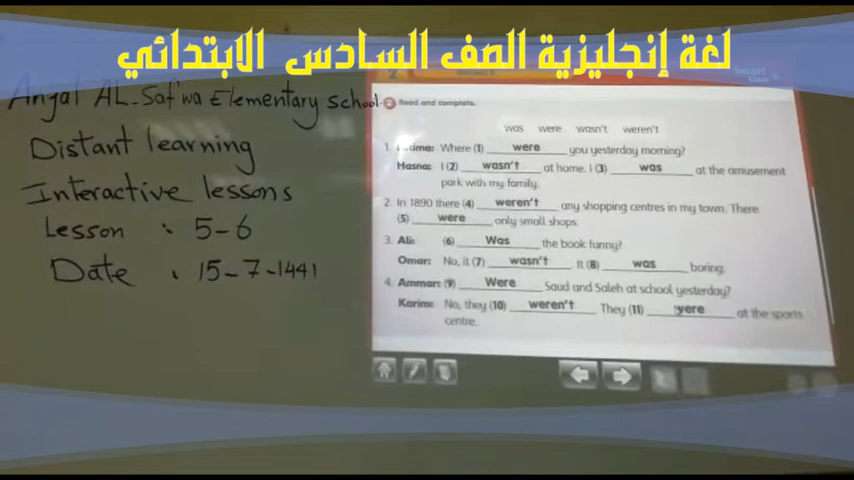 لغة إنجليزية الصف السادس الابتدائي
Anjal AL-Safwa Elementary school
Distant learning
Interactive lessons
Lesson : 5-6
Date : 15-7-1441
2
Smart Class
2 Read and complete.
was were wasn't weren't
1. Fatima: Where (1) were you yesterday morning?
Hasna: I (2) wasn't at home. I (3) was at the amusement
park with my family.
2. In 1890 there (4) weren't any shopping centres in my town. There
(5) were only small shops.
3. Ali: (6) Was the book funny?
Omar: No, it (7) wasn't. It (8) was boring.
4. Ammar: (9) Were Saud and Saleh at school yesterday?
Karim: No, they (10) weren't. They (11) were at the sports
centre.